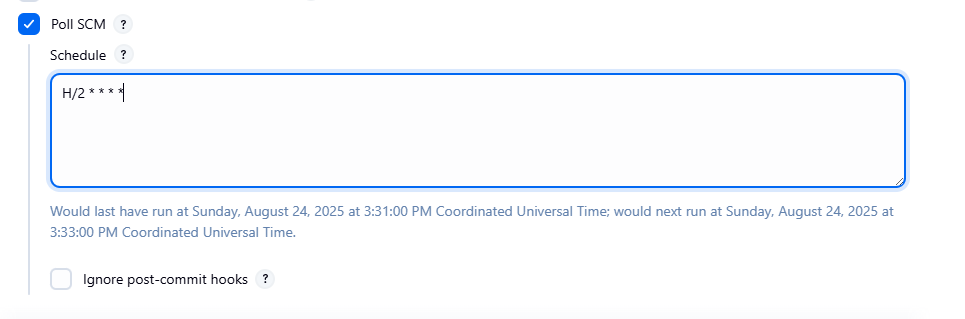 Poll SCM ?
Schedule ?
H/2 * * * *
Would last have run at Sunday, August 24, 2025 at 3:31:00 PM Coordinated Universal Time; would next run at Sunday, August 24, 2025 at
3:33:00 PM Coordinated Universal Time.
Ignore post-commit hooks ?